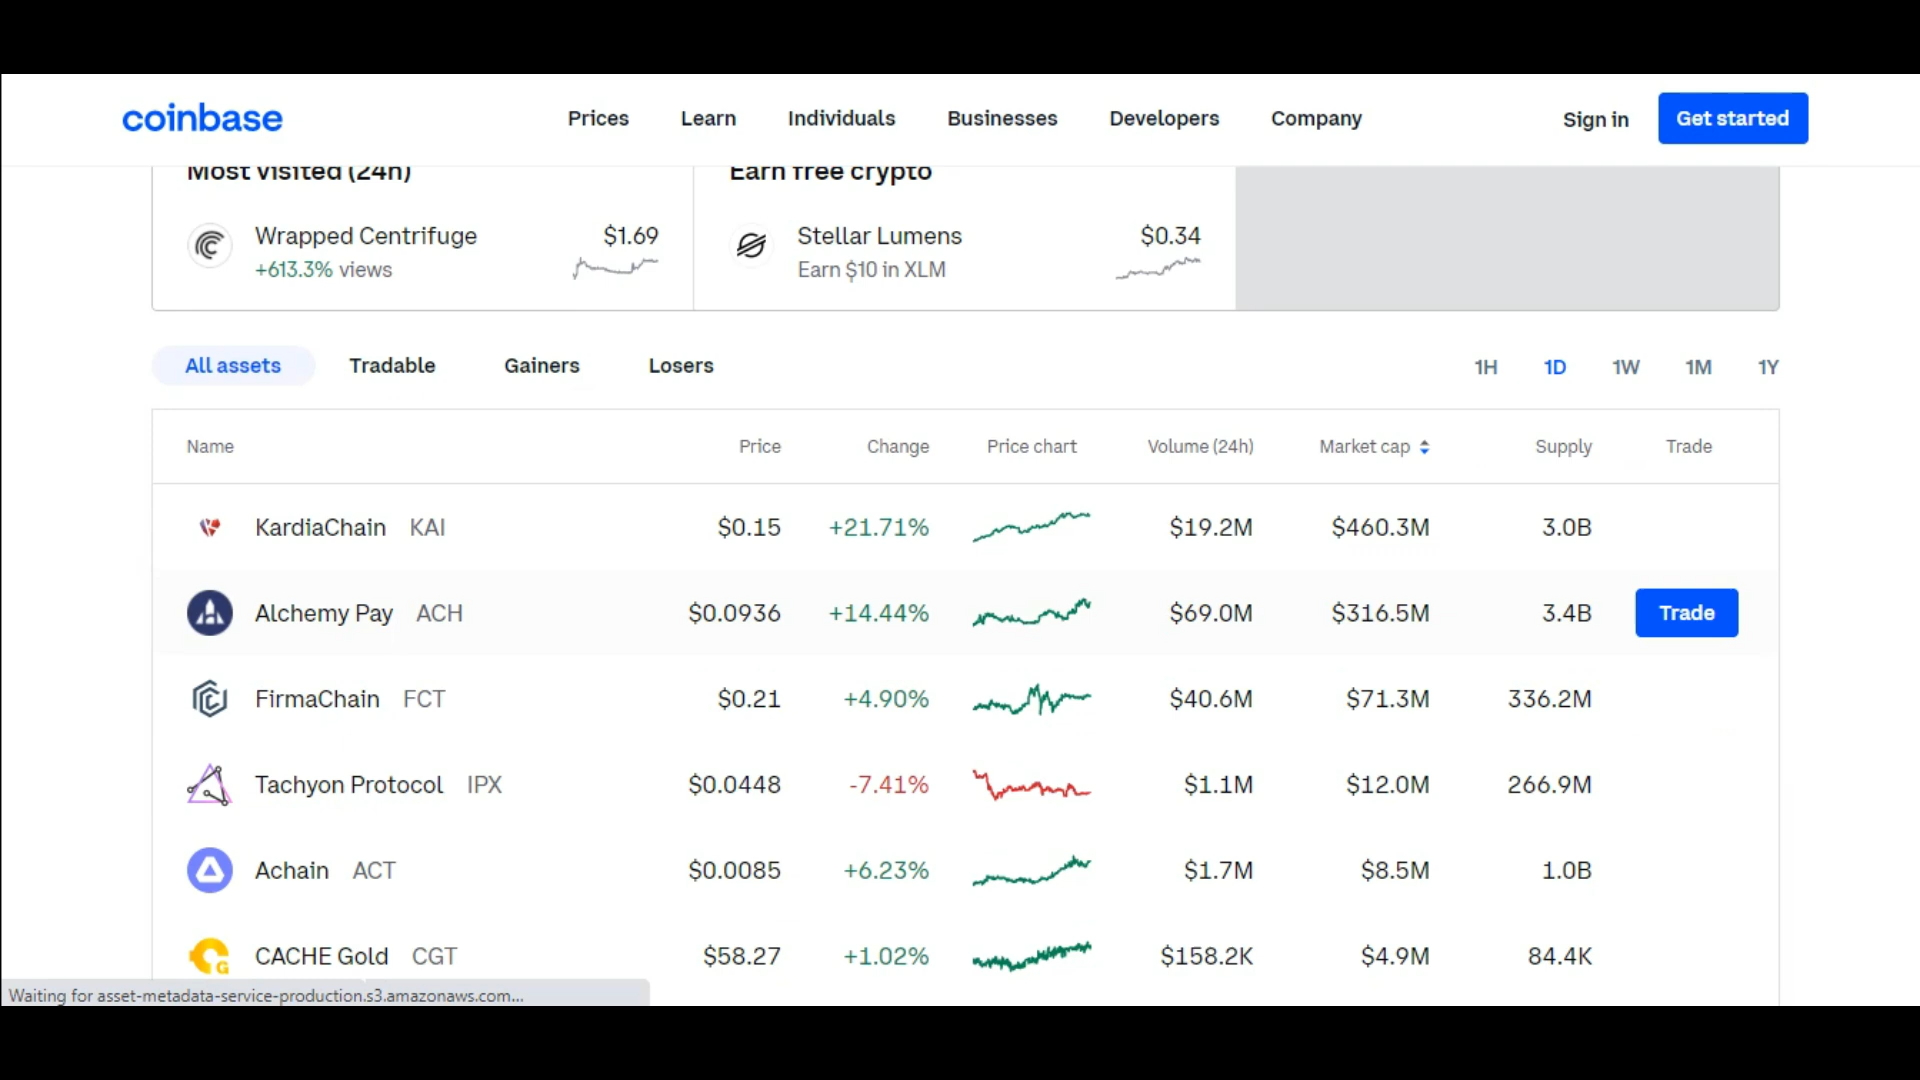 coinbase Prices Learn Individuals Businesses Developers Company Sign in Get started
Most visited (24h) Earn free crypto
Wrapped Centrifuge $1.69 Stellar Lumens $0.34
+613.3% views Earn $10 in XLM
All assets Tradable Gainers Losers 1H 1D 1W 1M 1Y
Name Price Change Price chart Volume (24h) Market cap Supply Trade
KardiaChain KAI $0.15 +21.71% $19.2M $460.3M 3.0B
Alchemy Pay ACH $0.0936 +14.44% $69.0M $316.5M 3.4B Trade
FirmaChain FCT $0.21 +4.90% $40.6M $71.3M 336.2M
Tachyon Protocol IPX $0.0448 -7.41% $1.1M $12.0M 266.9M
Achain ACT $0.0085 +6.23% $1.7M $8.5M 1.0B
CACHE Gold CGT $58.27 +1.02% $158.2K $4.9M 84.4K
Waiting for asset-metadata-service-production.s3.amazonaws.com...